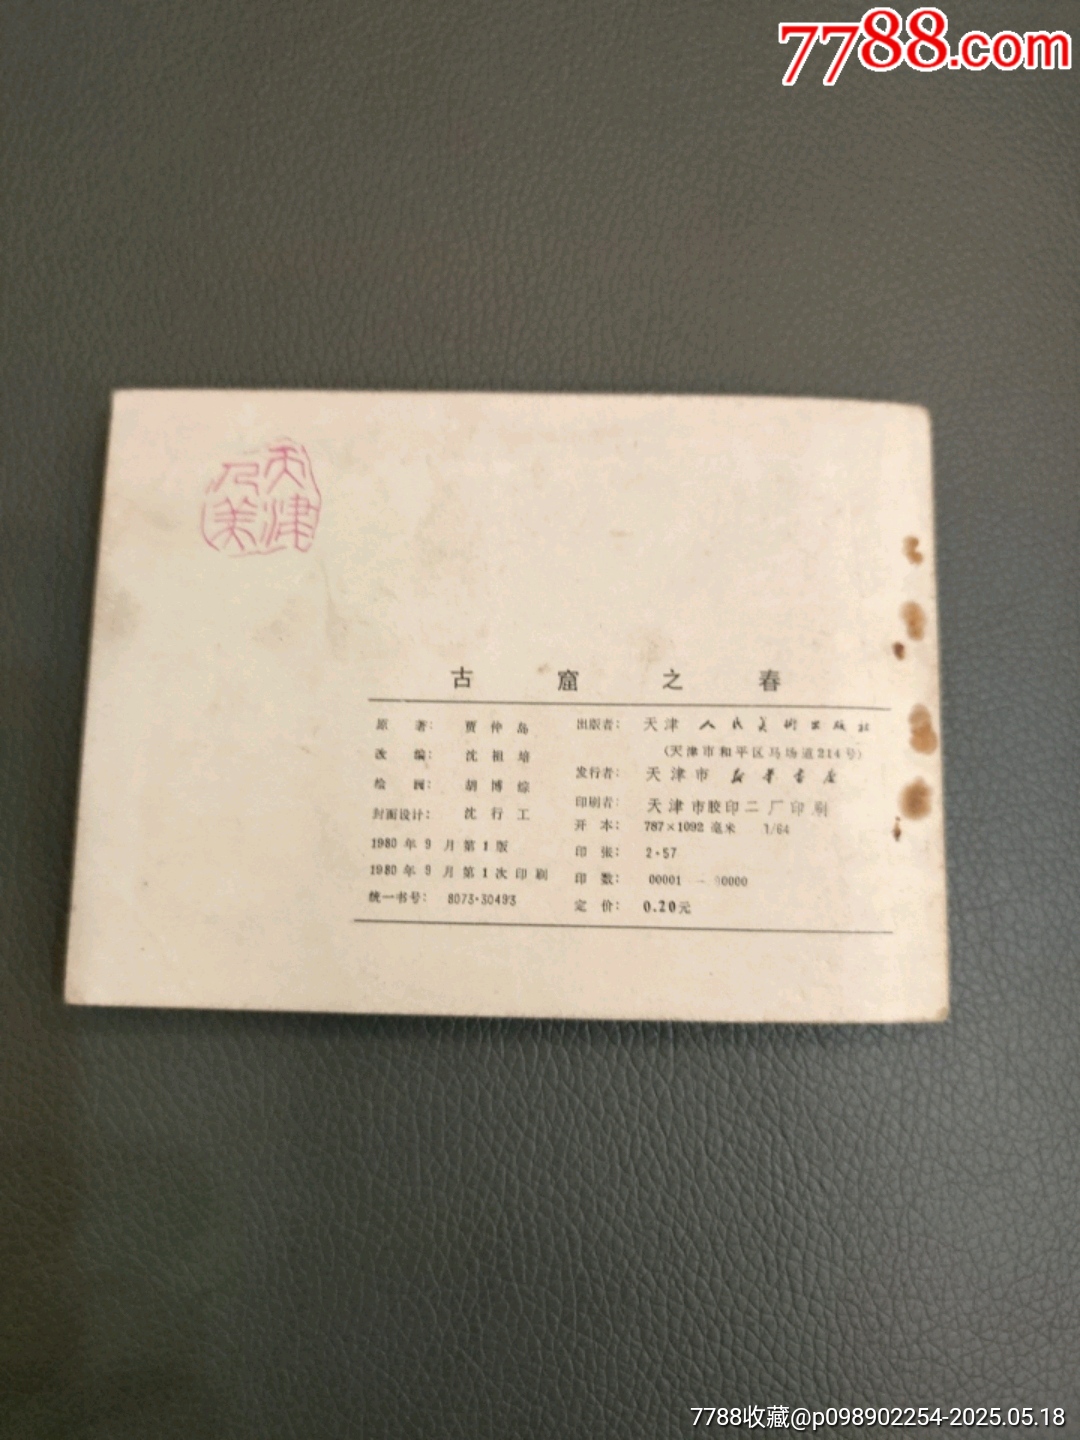 7788.com
天津
人美
古窟之春
原著：贾仲岛
改编：沈祖培
绘画：胡博综
封面设计：沈行工
1980年9月第1版
1980年9月第1次印刷
统一书号：8073·30493
出版者：天津人民美术出版社
(天津市和平区马场道214号)
发行者：天津市新华书店
印刷者：天津市胶印二厂印刷
开本：787×1092毫米 1/64
印张：2·57
印数：00001—
定价：0.20元
7788收藏@p098902254-2025.05.18